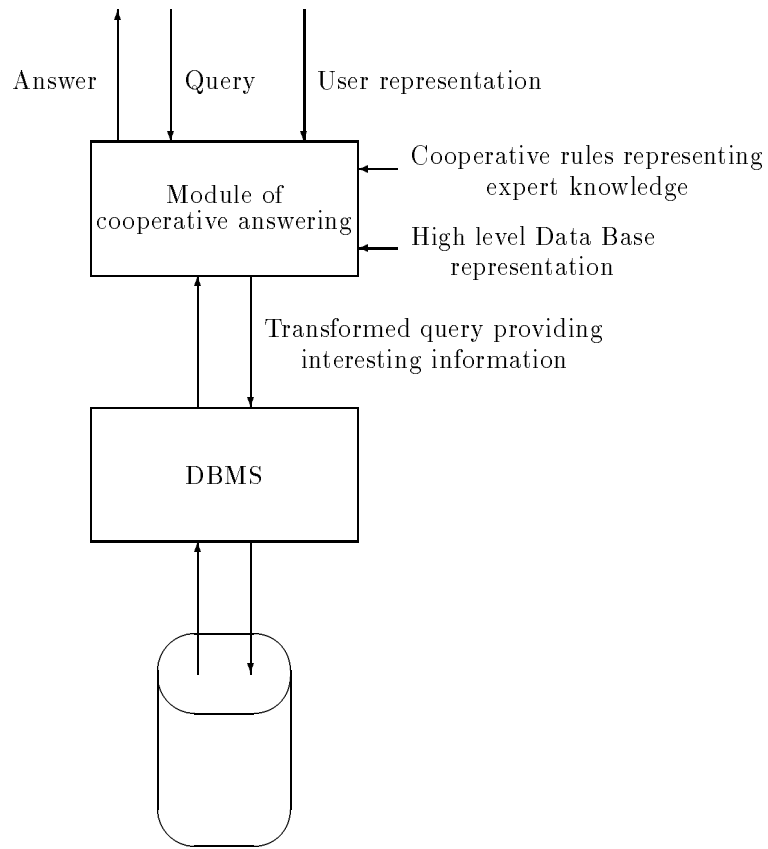 Answer
Query
User representation
Cooperative rules representing
expert knowledge
Module of
cooperative answering
High level Data Base
representation
Transformed query providing
interesting information
DBMS